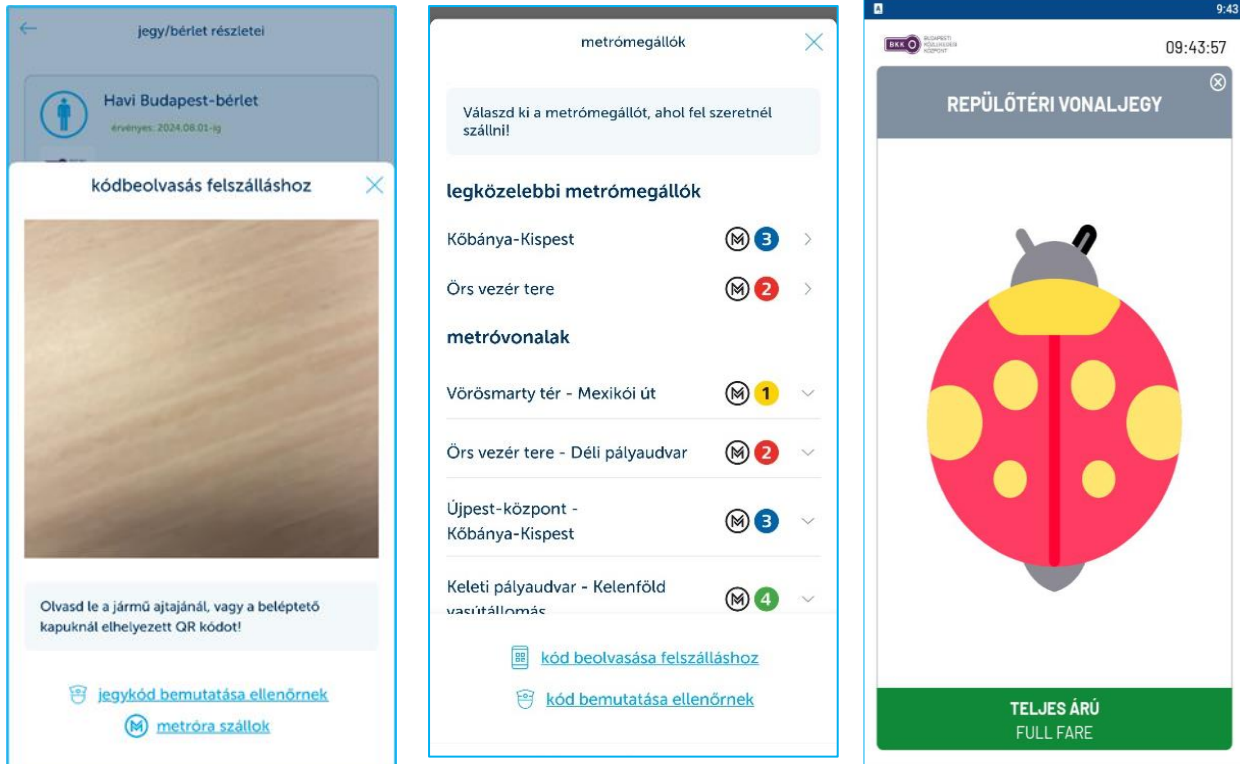 jegy/bérlet részletei
Havi Budapest-bérlet
érvényes: 2024.08.01-ig
kódbeolvasás felszálláshoz
Olvasd le a jármű ajtajánál, vagy a beléptető
kapuknál elhelyezett QR kódot!
jegykód bemutatása ellenőrnek
metróra szállok
metrómegállók
Válaszd ki a metrómegállót, ahol fel szeretnél
szállni!
legközelebbi metrómegállók
Kőbánya-Kispest M 3
Örs vezér tere M 2
metróvonalak
Vörösmarty tér - Mexikói út M 1
Örs vezér tere - Déli pályaudvar M 2
Újpest-központ -
Kőbánya-Kispest M 3
Keleti pályaudvar - Kelenföld M 4
vasútállomás
kód beolvasása felszálláshoz
kód bemutatása ellenőrnek
A 9:43
BKK BUDAPESTI
KÖZLEKEDÉSI
KÖZPONT
09:43:57
REPÜLŐTÉRI VONALJEGY
TELJES ÁRÚ
FULL FARE